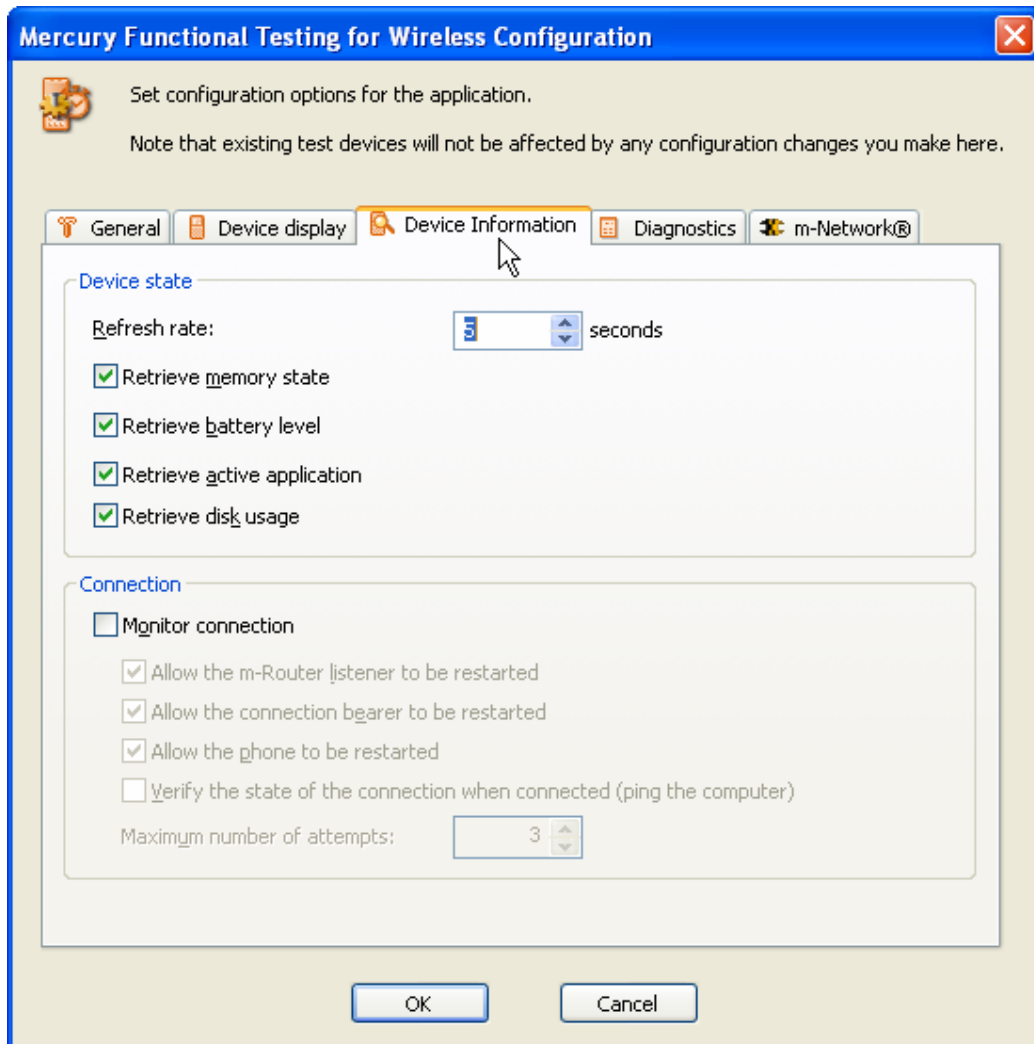 Mercury Functional Testing for Wireless Configuration
Set configuration options for the application.
Note that existing test devices will not be affected by any configuration changes you make here.
General Device display Device Information Diagnostics m-Network®
Device state
Refresh rate: 5 seconds
Retrieve memory state
Retrieve battery level
Retrieve active application
Retrieve disk usage
Connection
Monitor connection
Allow the m-Router listener to be restarted
Allow the connection bearer to be restarted
Allow the phone to be restarted
Verify the state of the connection when connected (ping the computer)
Maximum number of attempts: 3
OK Cancel